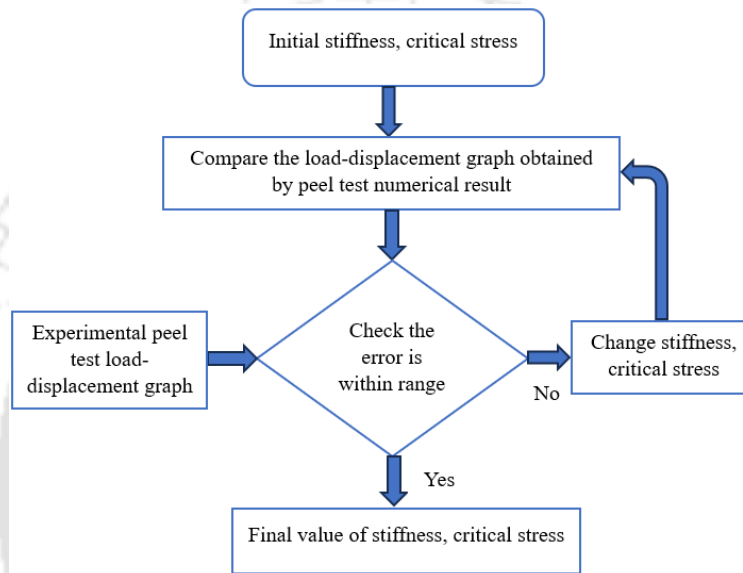 Initial stiffness, critical stress
Compare the load-displacement graph obtained
by peel test numerical result
Experimental peel
test load-
displacement graph
Check the
error is
within range
No
Change stiffness,
critical stress
Yes
Final value of stiffness, critical stress